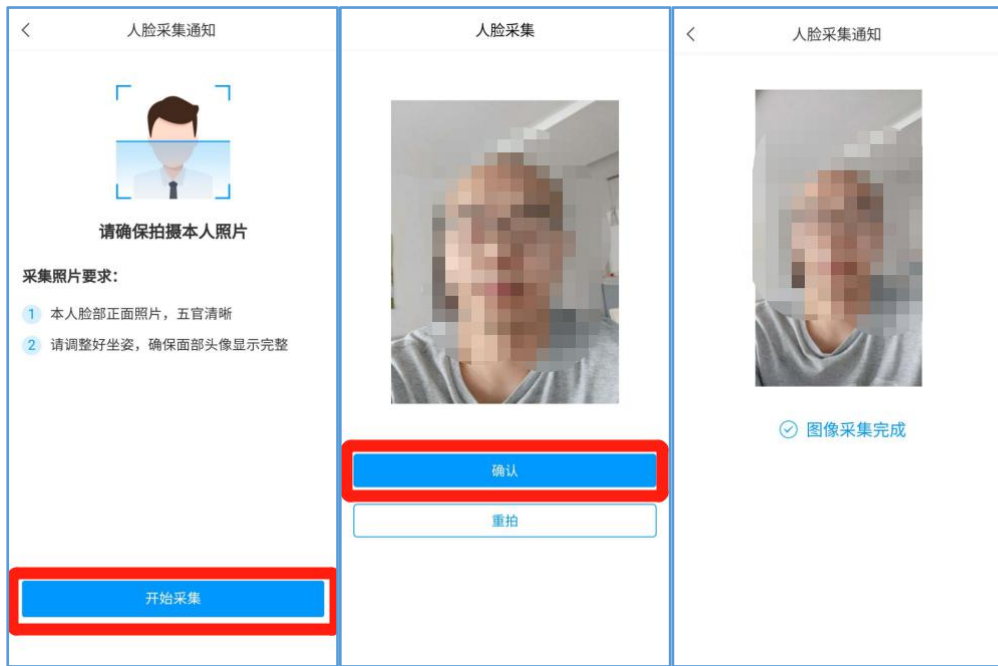 人脸采集通知
请确保拍摄本人照片
采集照片要求：
1 本人脸部正面照片，五官清晰
2 请调整好坐姿，确保面部头像显示完整
开始采集
人脸采集
确认
重拍
人脸采集通知
图像采集完成